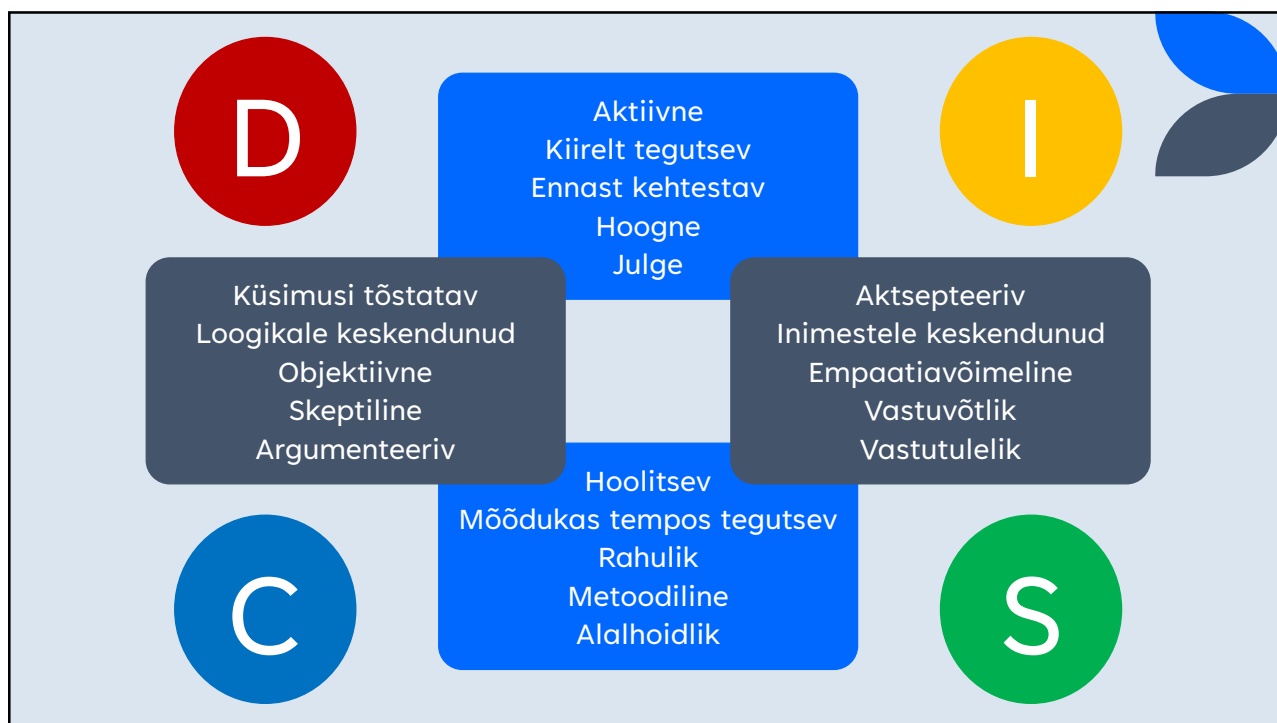 D
I
Aktiivne
Kiirelt tegutsev
Ennast kehtestav
Hoogne
Julge
Küsimusi tõstatav
Loogikale keskendunud
Objektiivne
Skeptiline
Argumenteeriv
Aktsepteeriv
Inimestele keskendunud
Empaatiavõimeline
Vastuvõtlik
Vastutulelik
Hoolitsev
Mõõdukas tempos tegutsev
Rahulik
Metoodiline
Alalhoidlik
C
S